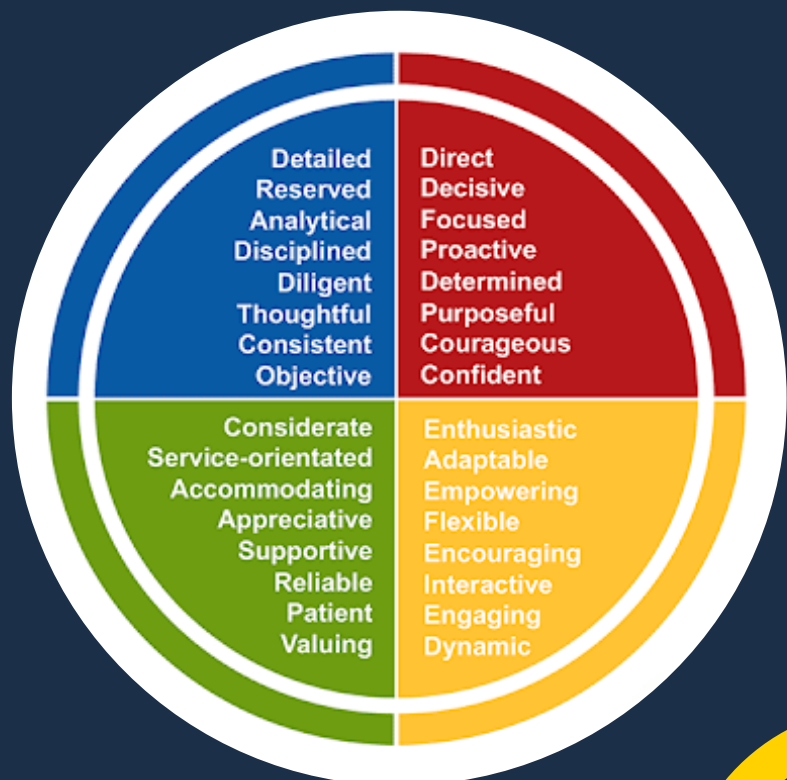 Detailed
Reserved
Analytical
Disciplined
Diligent
Thoughtful
Consistent
Objective
Direct
Decisive
Focused
Proactive
Determined
Purposeful
Courageous
Confident
Considerate
Service-orientated
Accommodating
Appreciative
Supportive
Reliable
Patient
Valuing
Enthusiastic
Adaptable
Empowering
Flexible
Encouraging
Interactive
Engaging
Dynamic